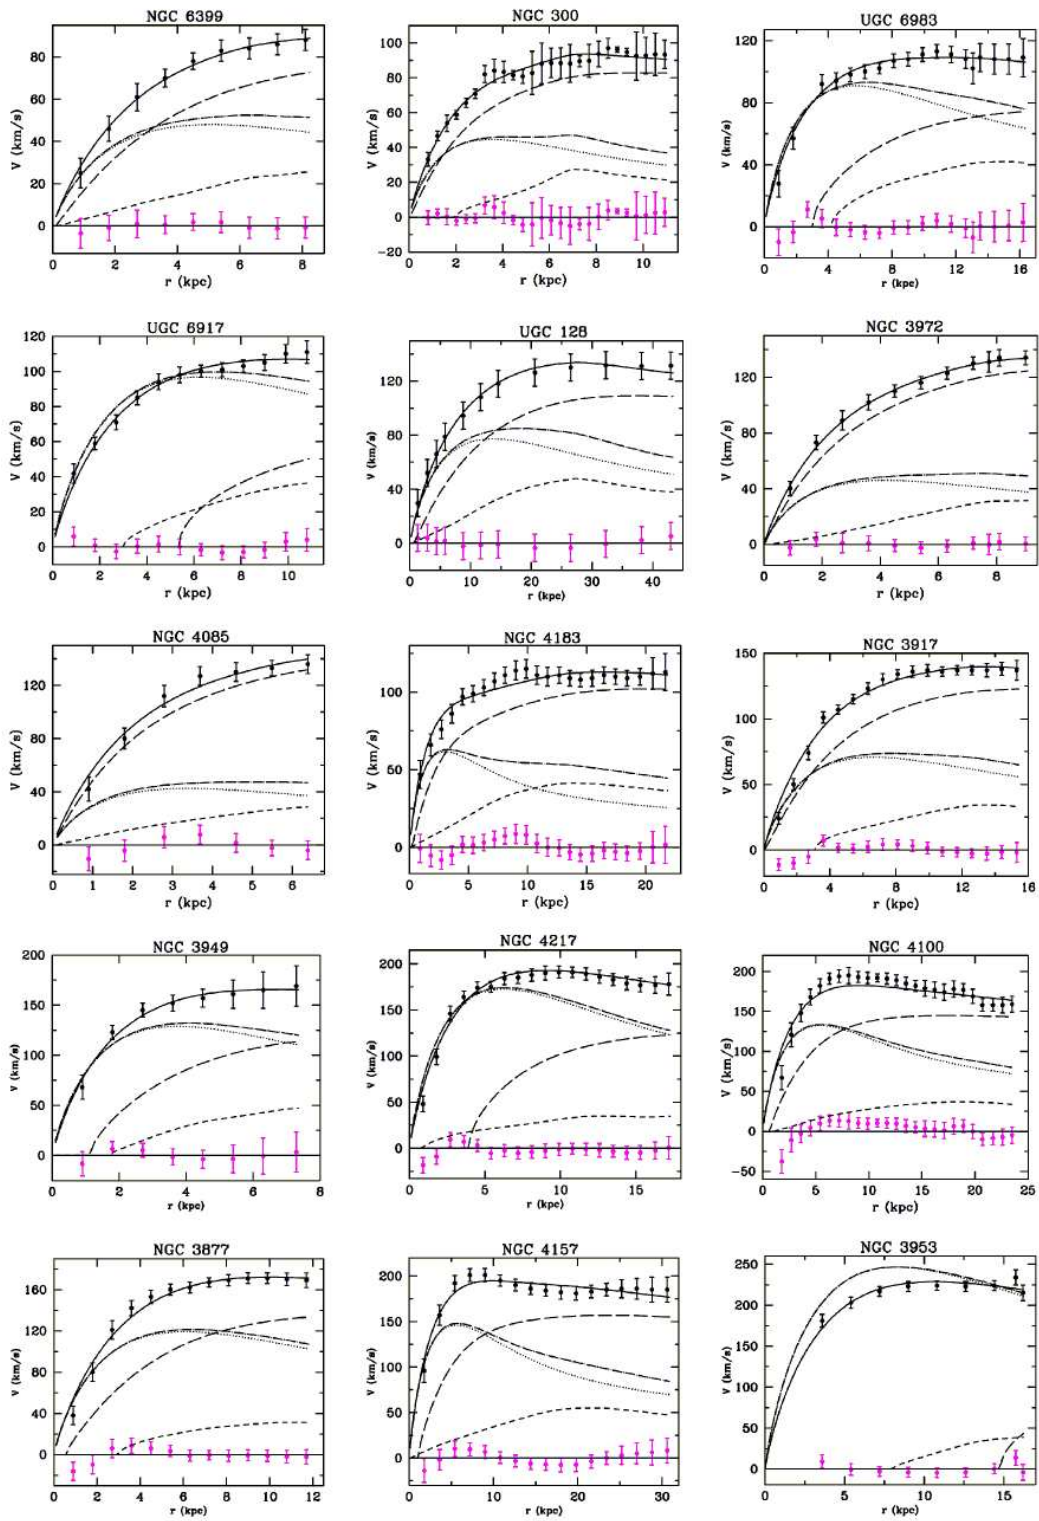 NGC 6399
V (km/s)
80
60
40
20
0
0 2 4 6 8
r (kpc)
NGC 300
V (km/s)
100
80
60
40
20
0
−20
0 2 4 6 8 10
r (kpc)
UGC 6983
V (km/s)
120
80
40
0
0 4 8 12 16
r (kpc)
UGC 6917
V (km/s)
120
100
80
60
40
20
0
0 2 4 6 8 10
r (kpc)
UGC 128
V (km/s)
120
80
40
0
0 10 20 30 40
r (kpc)
NGC 3972
V (km/s)
120
80
40
0
0 2 4 6 8
r (kpc)
NGC 4085
V (km/s)
120
80
40
0
0 1 2 3 4 5 6
r (kpc)
NGC 4183
V (km/s)
100
50
0
0 5 10 15 20
r (kpc)
NGC 3917
V (km/s)
150
100
50
0
0 4 8 12 16
r (kpc)
NGC 3949
V (km/s)
200
150
100
50
0
0 2 4 6 8
r (kpc)
NGC 4217
V (km/s)
200
150
100
50
0
0 5 10 15
r (kpc)
NGC 4100
V (km/s)
200
150
100
50
0
−50
0 5 10 15 20 25
r (kpc)
NGC 3877
V (km/s)
160
120
80
40
0
0 2 4 6 8 10 12
r (kpc)
NGC 4157
V (km/s)
200
150
100
50
0
0 5 10 15 20 25 30
r (kpc)
NGC 3953
V (km/s)
250
200
150
100
50
0
0 5 10 15
r (kpc)